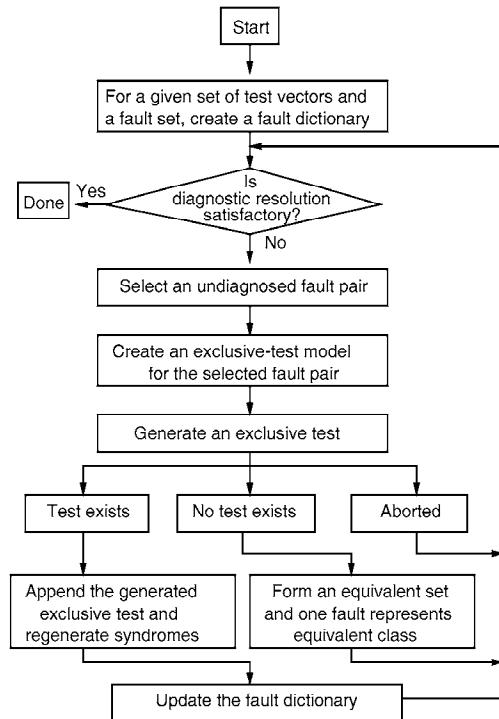 Start
For a given set of test vectors and
a fault set, create a fault dictionary
Is
diagnostic resolution
satisfactory?
Yes
Done
No
Select an undiagnosed fault pair
Create an exclusive-test model
for the selected fault pair
Generate an exclusive test
Test exists
No test exists
Aborted
Append the generated
exclusive test and
regenerate syndromes
Form an equivalent set
and one fault represents
equivalent class
Update the fault dictionary